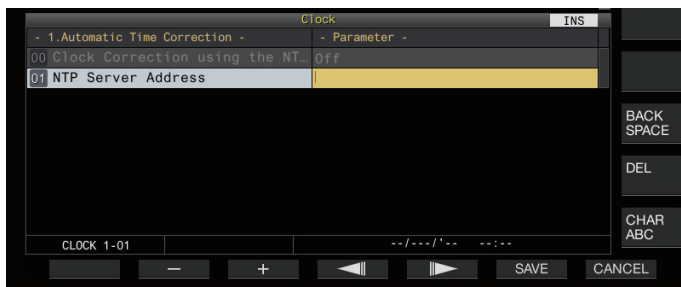 Clock
INS
- 1.Automatic Time Correction - - Parameter -
00 Clock Correction using the NT… Off
01 NTP Server Address
BACK
SPACE
DEL
CHAR
ABC
CLOCK 1-01 --/---/'-- --:--
− + SAVE CANCEL